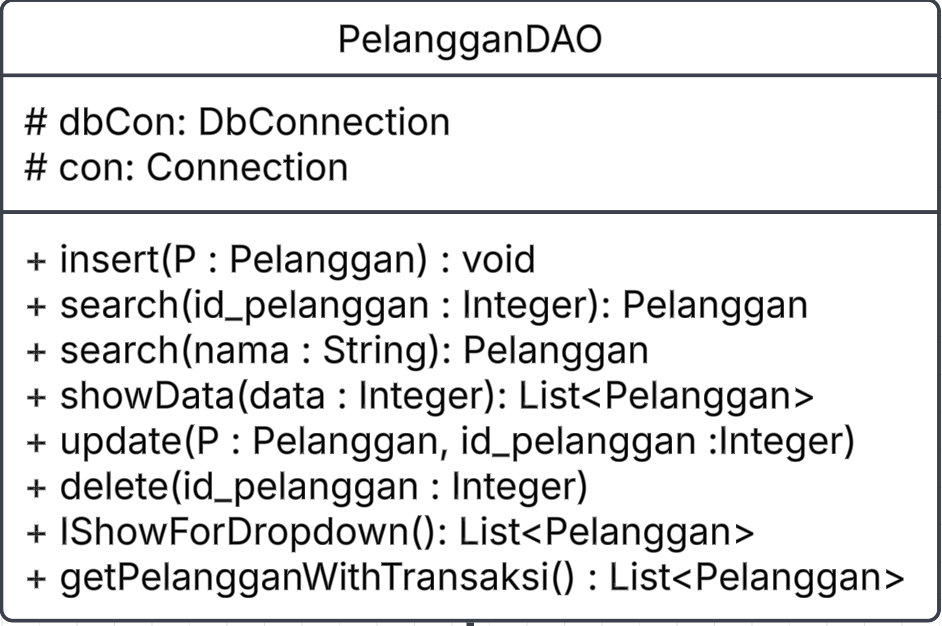 PelangganDAO
# dbCon: DbConnection
# con: Connection
+ insert(P : Pelanggan) : void
+ search(id_pelanggan : Integer): Pelanggan
+ search(nama : String): Pelanggan
+ showData(data : Integer): List<Pelanggan>
+ update(P : Pelanggan, id_pelanggan :Integer)
+ delete(id_pelanggan : Integer)
+ IShowForDropdown(): List<Pelanggan>
+ getPelangganWithTransaksi() : List<Pelanggan>